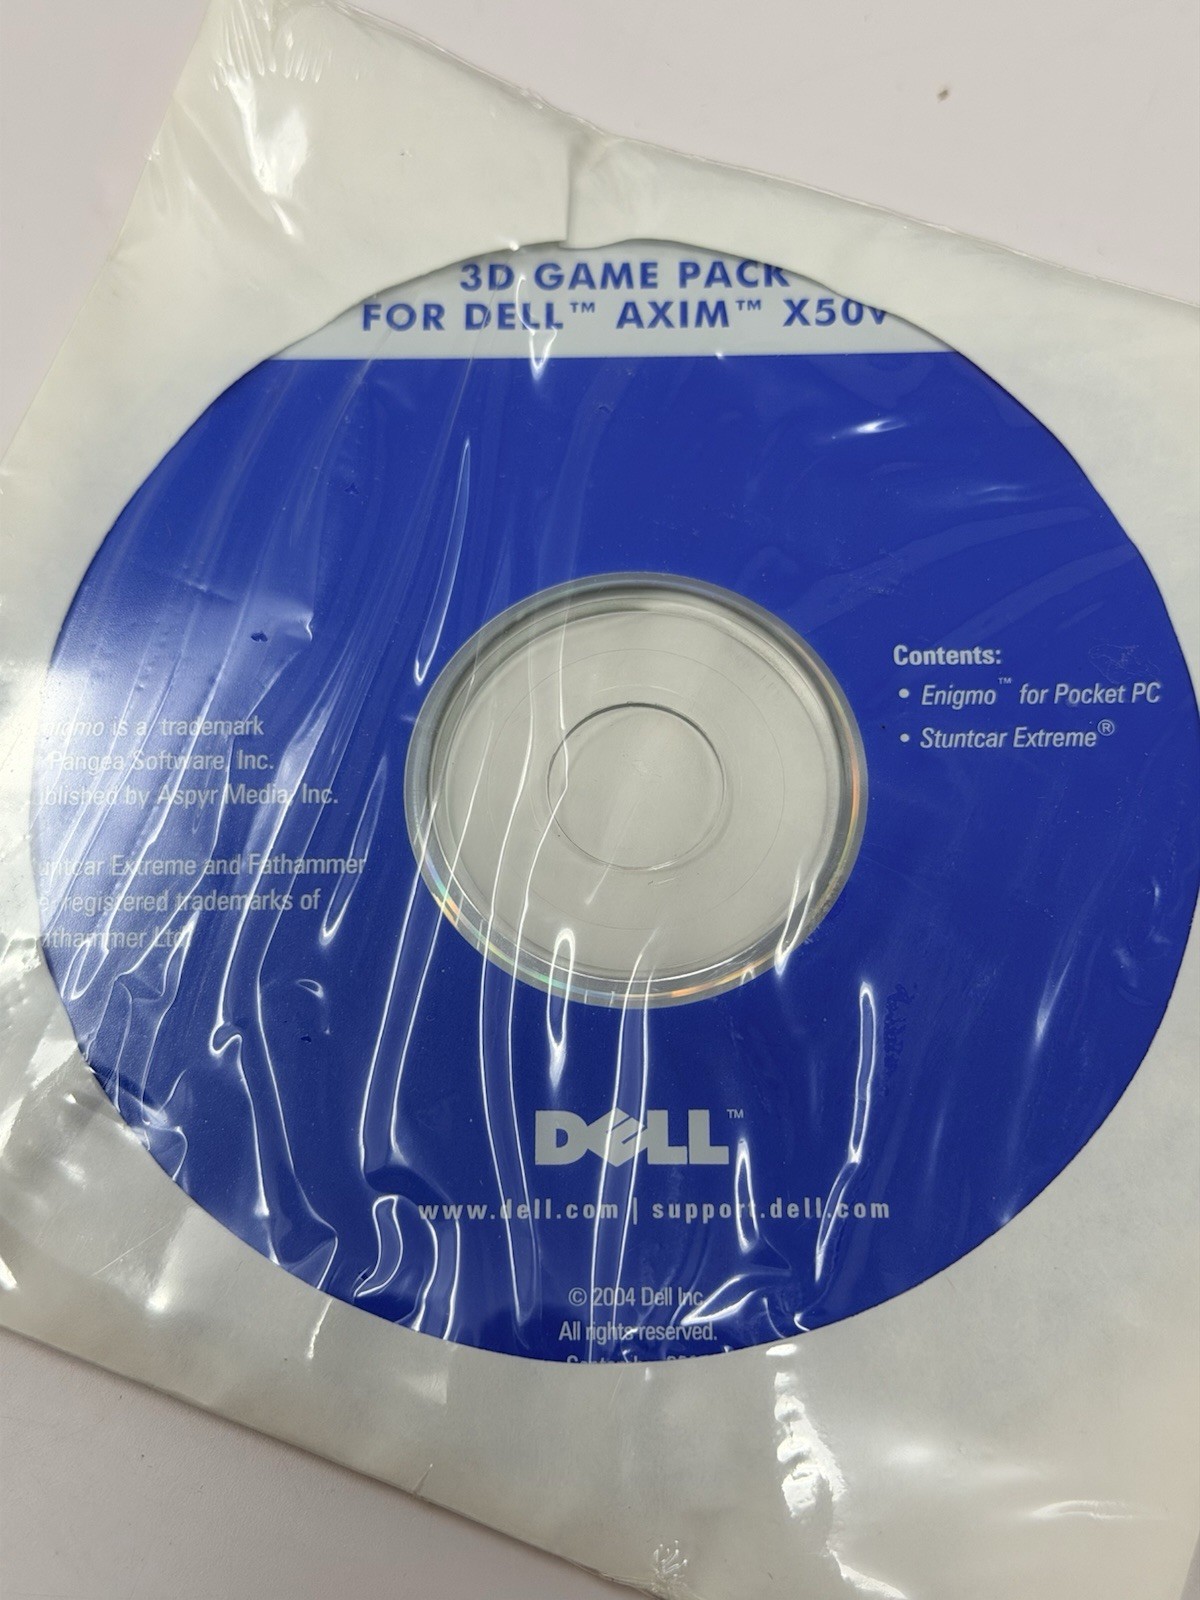 3D GAME PACK
FOR DELL™ AXIM™ X50v
Contents:
• Enigmo™ for Pocket PC
• Stuntcar Extreme®
is a trademark
Pangea Software, Inc.
by Aspyr Media, Inc.
Extreme and Fathammer
registered trademarks of
Ltd.
DELL™
www.dell.com | support.dell.com
© 2004 Dell Inc.
All rights reserved.